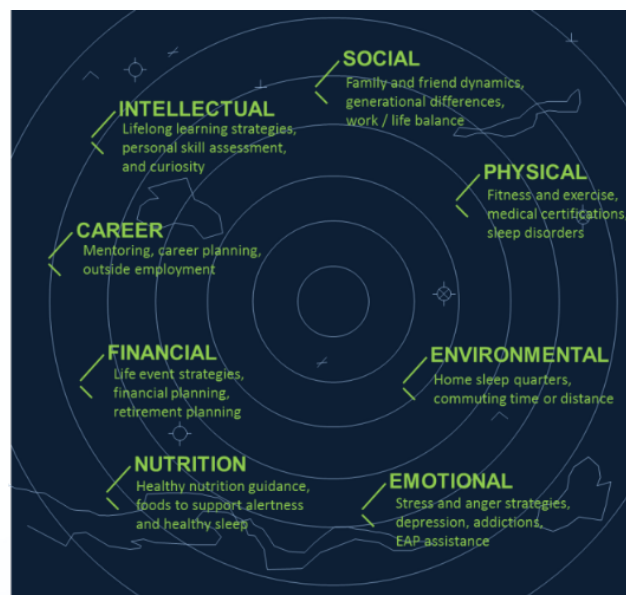 SOCIAL
Family and friend dynamics,
generational differences,
work / life balance
INTELLECTUAL
Lifelong learning strategies,
personal skill assessment,
and curiosity
PHYSICAL
Fitness and exercise,
medical certifications,
sleep disorders
CAREER
Mentoring, career planning,
outside employment
FINANCIAL
Life event strategies,
financial planning,
retirement planning
ENVIRONMENTAL
Home sleep quarters,
commuting time or distance
NUTRITION
Healthy nutrition guidance,
foods to support alertness
and healthy sleep
EMOTIONAL
Stress and anger strategies,
depression, addictions,
EAP assistance